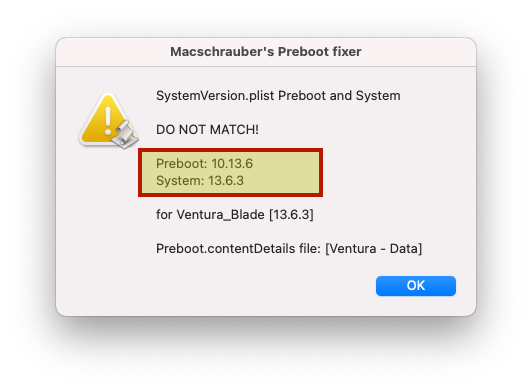 Macschrauber's Preboot fixer
SystemVersion.plist Preboot and System
DO NOT MATCH!
Preboot: 10.13.6
System: 13.6.3
for Ventura_Blade [13.6.3]
Preboot.contentDetails file: [Ventura - Data]
OK